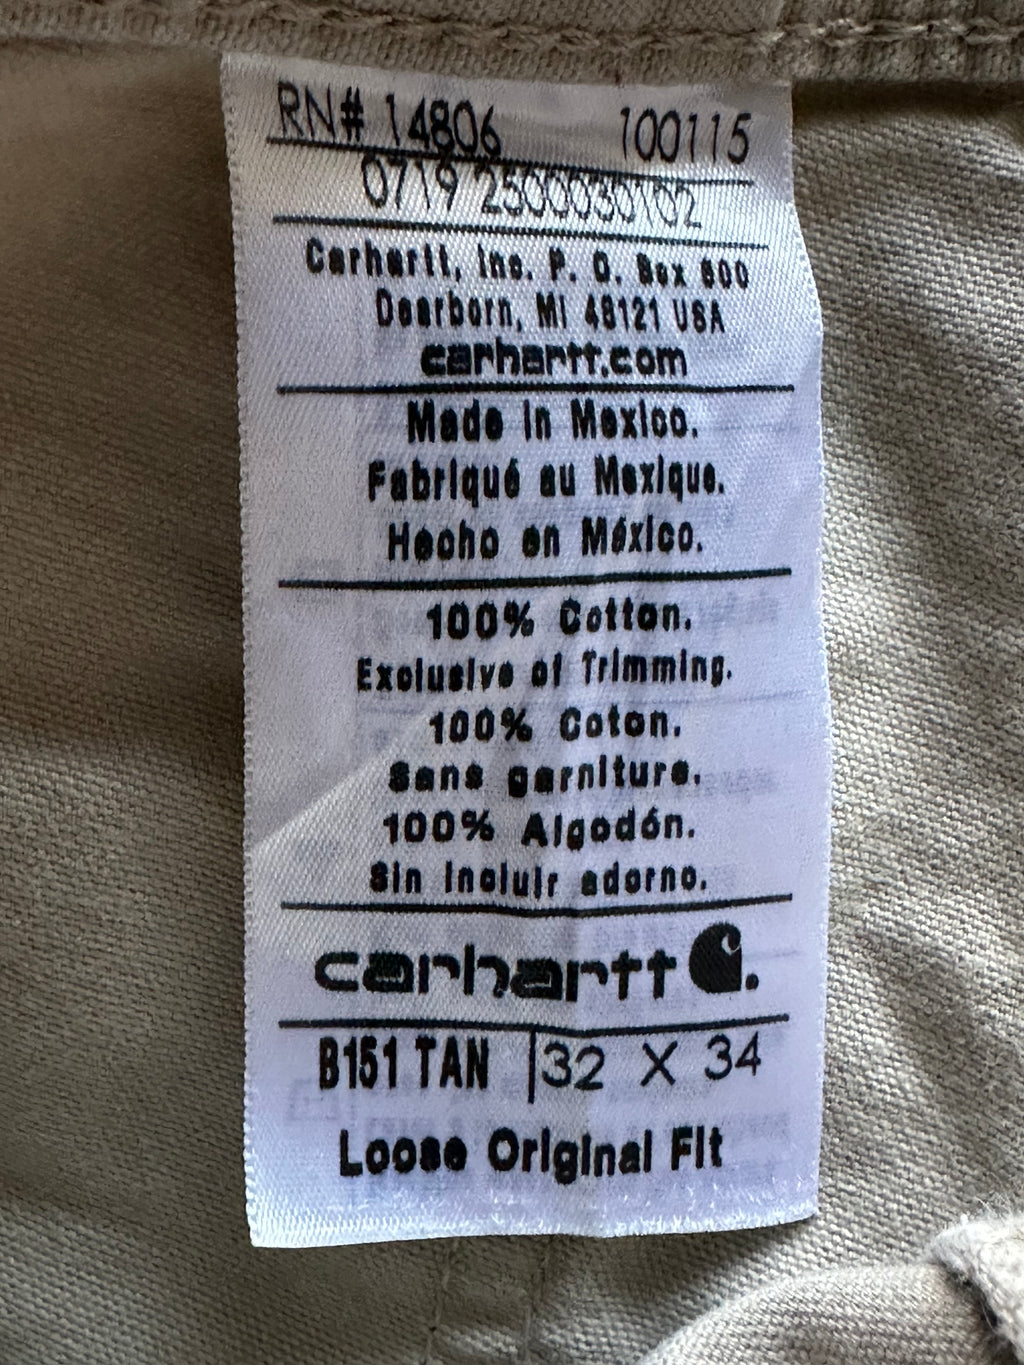 RN# 14806 100115
0719 2500030102
Carhartt, Inc. P. O. Box 600
Dearborn, MI 48121 USA
carhartt.com
Made in Mexico.
Fabriqué au Mexique.
Hecho en México.
100% Cotton.
Exclusive of Trimming.
100% Coton.
Sans garniture.
100% Algodón.
Sin incluir adorno.
carhartt.
B151 TAN 32 X 34
Loose Original Fit